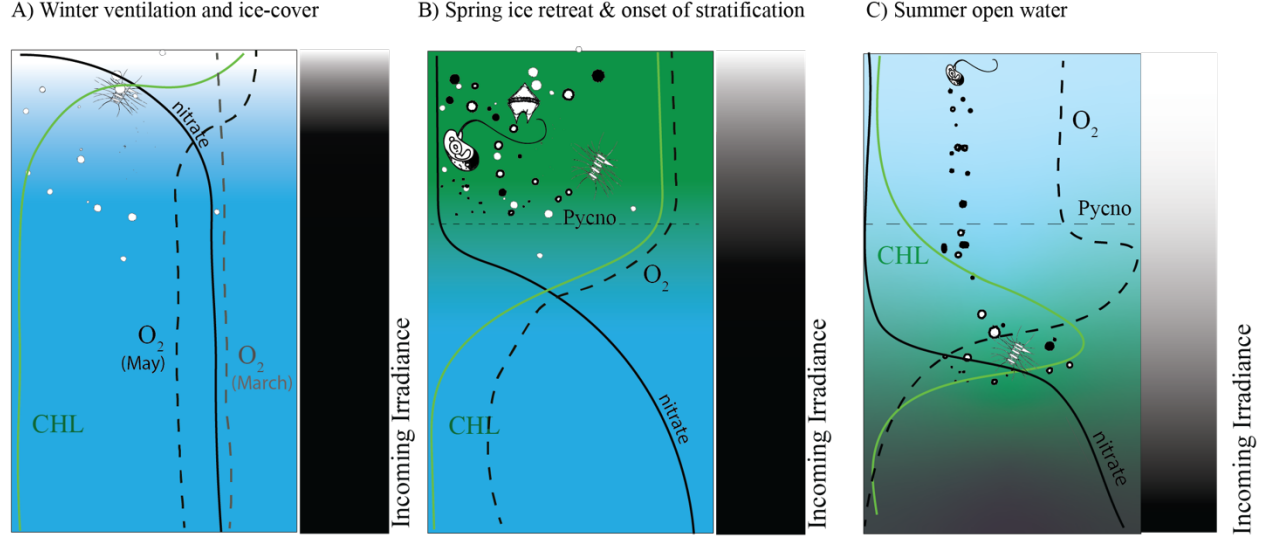 A) Winter ventilation and ice-cover
nitrate
O2
(May)
O2
(March)
CHL
Incoming Irradiance
B) Spring ice retreat & onset of stratification
Pycno
O2
CHL
nitrate
Incoming Irradiance
C) Summer open water
O2
Pycno
CHL
nitrate
Incoming Irradiance